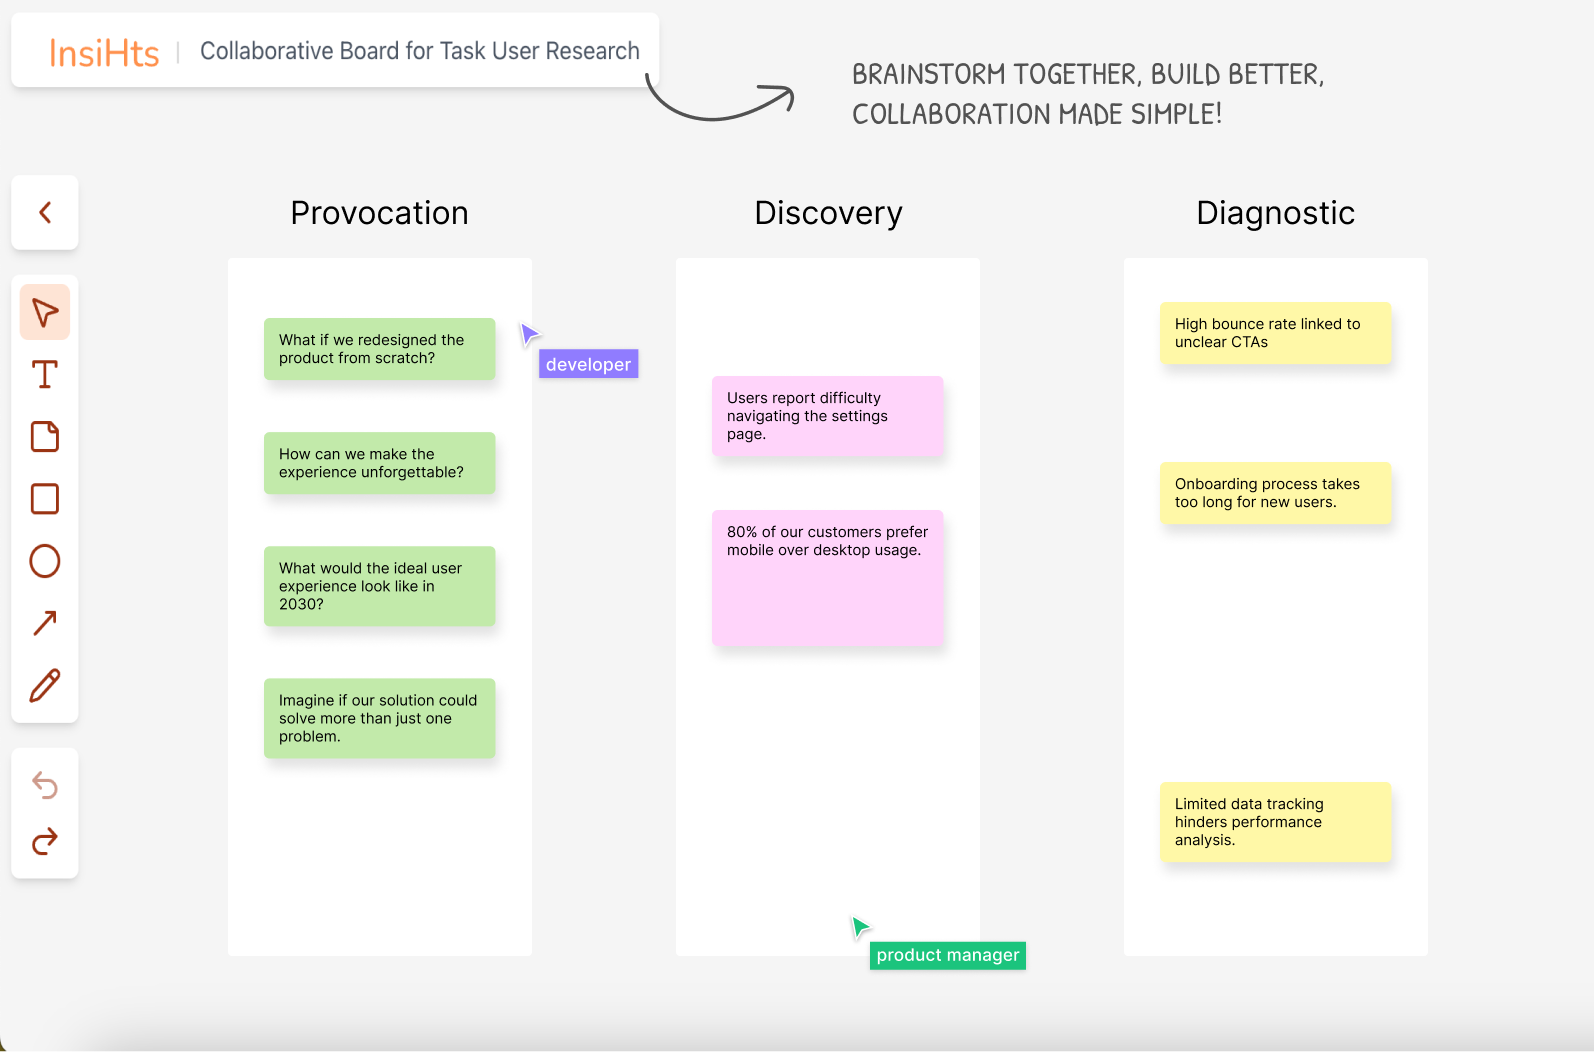 InsiHts
Collaborative Board for Task User Research
BRAINSTORM TOGETHER, BUILD BETTER,
COLLABORATION MADE SIMPLE!
Provocation
What if we redesigned the
product from scratch?
developer
How can we make the
experience unforgettable?
What would the ideal user
experience look like in
2030?
Imagine if our solution could
solve more than just one
problem.
Discovery
Users report difficulty
navigating the settings
page.
80% of our customers prefer
mobile over desktop usage.
product manager
Diagnostic
High bounce rate linked to
unclear CTAs
Onboarding process takes
too long for new users.
Limited data tracking
hinders performance
analysis.